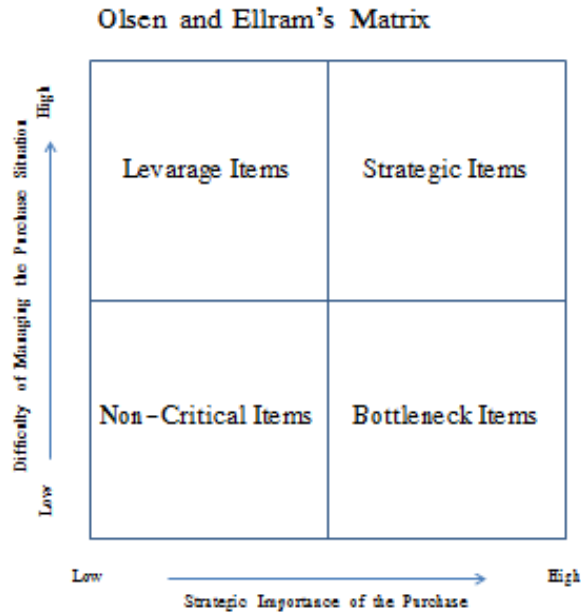 Olsen and Ellram's Matrix
High
Difficulty of Managing the Purchase Situation
Low
Levarage Items
Strategic Items
Non-Critical Items
Bottleneck Items
Low
High
Strategic Importance of the Purchase